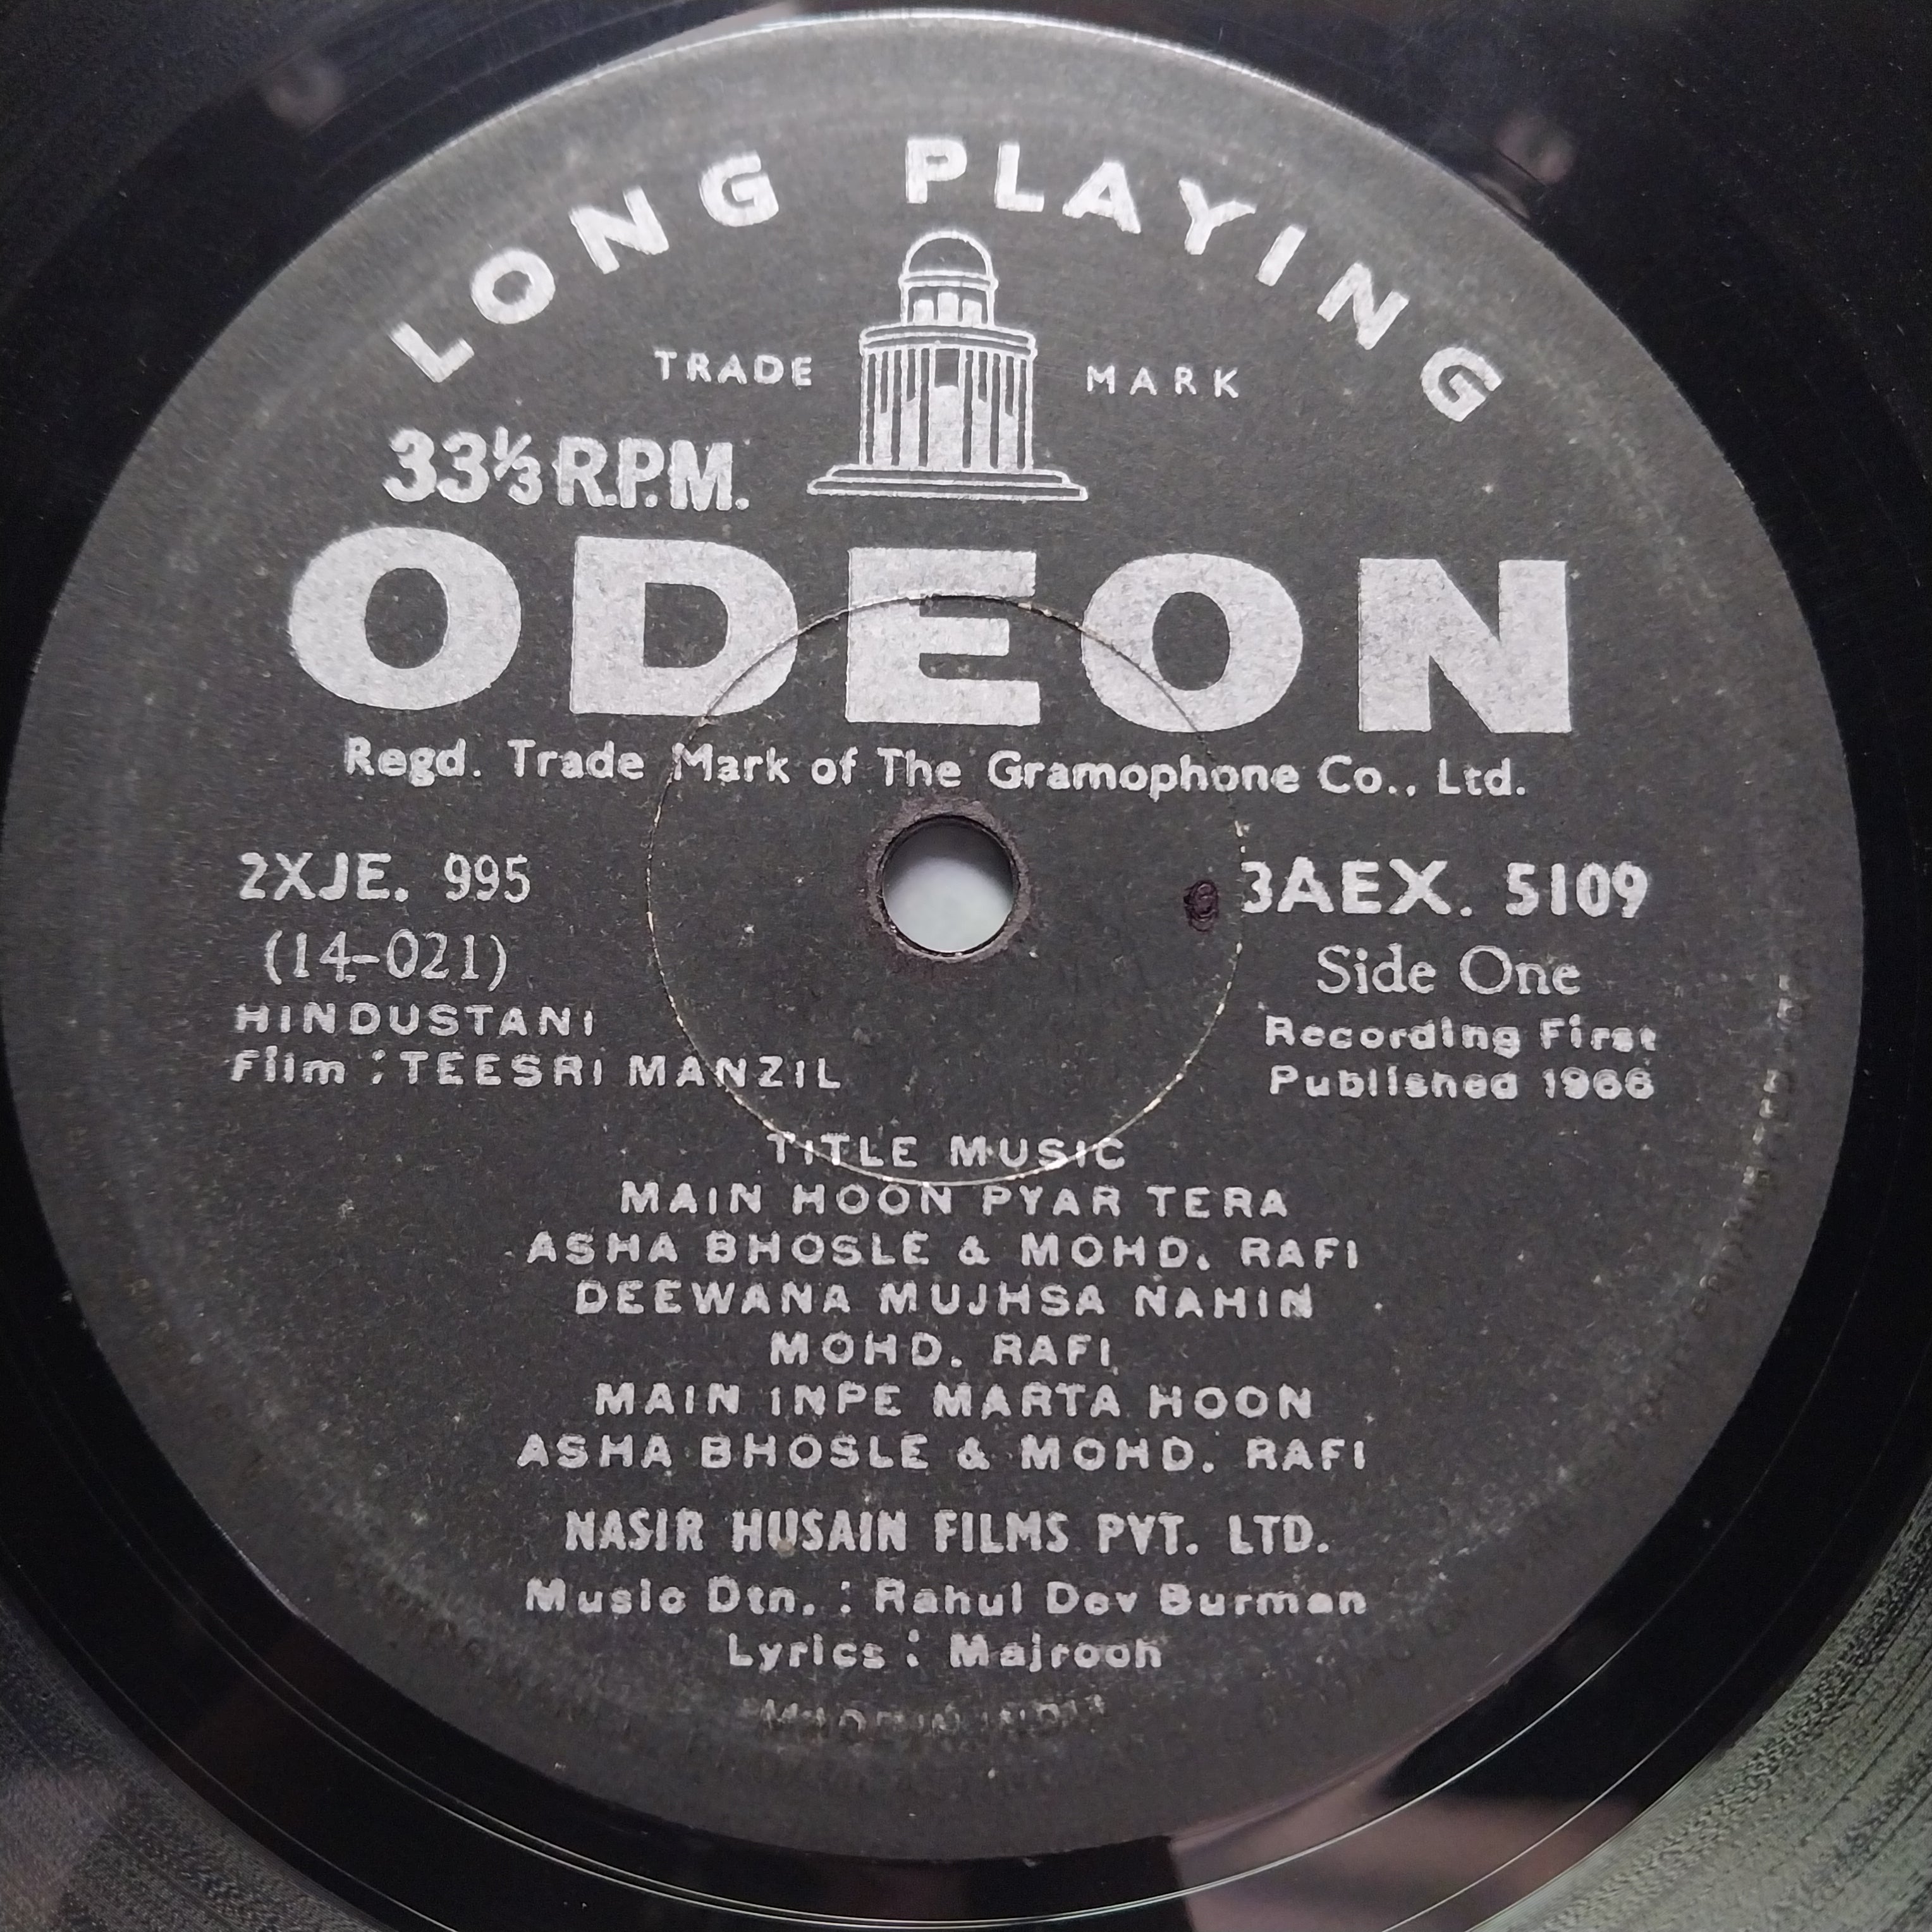 LONG PLAYING
TRADE MARK
33⅓ R.P.M.
ODEON
Regd. Trade Mark of The Gramophone Co., Ltd.
2XJE. 995
(14-021)
HINDUSTANI
Film : TEESRI MANZIL
3AEX. 5109
Side One
Recording First
Published 1966
TITLE MUSIC
MAIN HOON PYAR TERA
ASHA BHOSLE & MOHD. RAFI
DEEWANA MUJHSA NAHIN
MOHD. RAFI
MAIN INPE MARTA HOON
ASHA BHOSLE & MOHD. RAFI
NASIR HUSAIN FILMS PVT. LTD.
Music Dtn. : Rahul Dev Burman
Lyrics : Majrooh